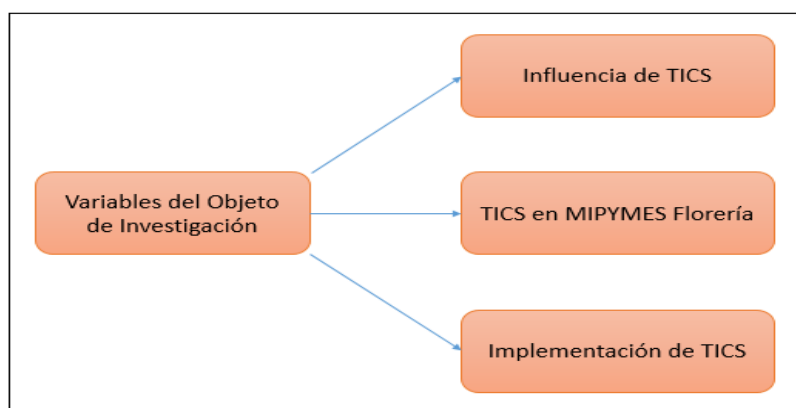 Influencia de TICS
Variables del Objeto
de Investigación
TICS en MIPYMES Florería
Implementación de TICS